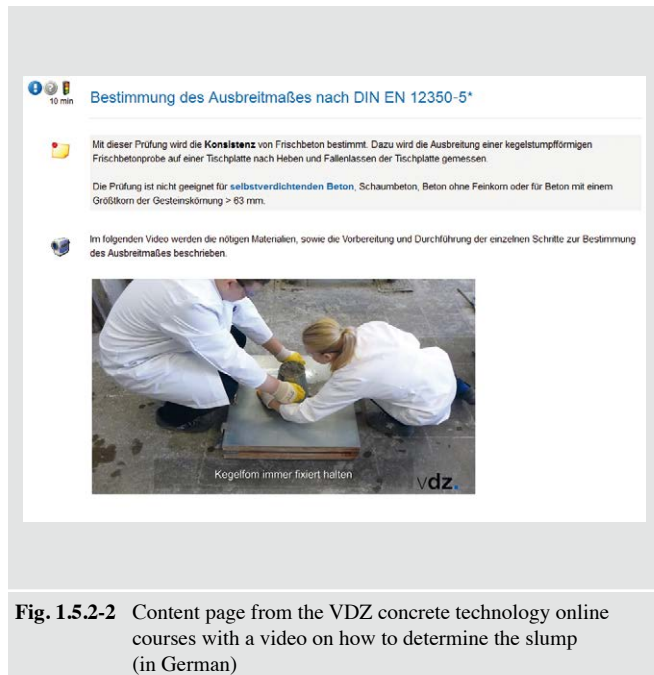 10 min
Bestimmung des Ausbreitmaßes nach DIN EN 12350-5*
Mit dieser Prüfung wird die Konsistenz von Frischbeton bestimmt. Dazu wird die Ausbreitung einer kegelstumpfförmigen
Frischbetonprobe auf einer Tischplatte nach Heben und Fallenlassen der Tischplatte gemessen.
Die Prüfung ist nicht geeignet für selbstverdichtenden Beton, Schaumbeton, Beton ohne Feinkorn oder für Beton mit einem
Größtkorn der Gesteinskörnung > 63 mm.
Im folgenden Video werden die nötigen Materialien, sowie die Vorbereitung und Durchführung der einzelnen Schritte zur Bestimmung
des Ausbreitmaßes beschrieben.
Kegelfom immer fixiert halten
vdz.
Fig. 1.5.2-2 Content page from the VDZ concrete technology online
courses with a video on how to determine the slump
(in German)